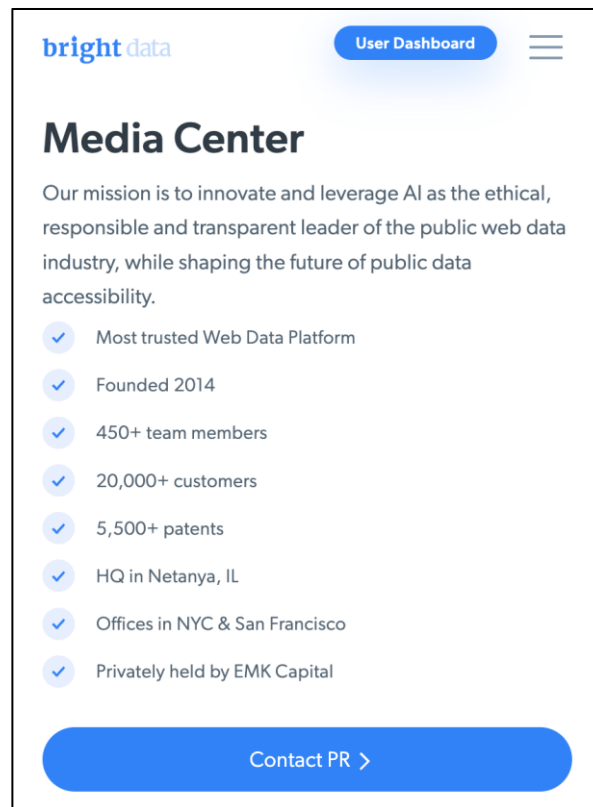 bright data
User Dashboard
Media Center
Our mission is to innovate and leverage AI as the ethical,
responsible and transparent leader of the public web data
industry, while shaping the future of public data
accessibility.
Most trusted Web Data Platform
Founded 2014
450+ team members
20,000+ customers
5,500+ patents
HQ in Netanya, IL
Offices in NYC & San Francisco
Privately held by EMK Capital
Contact PR >